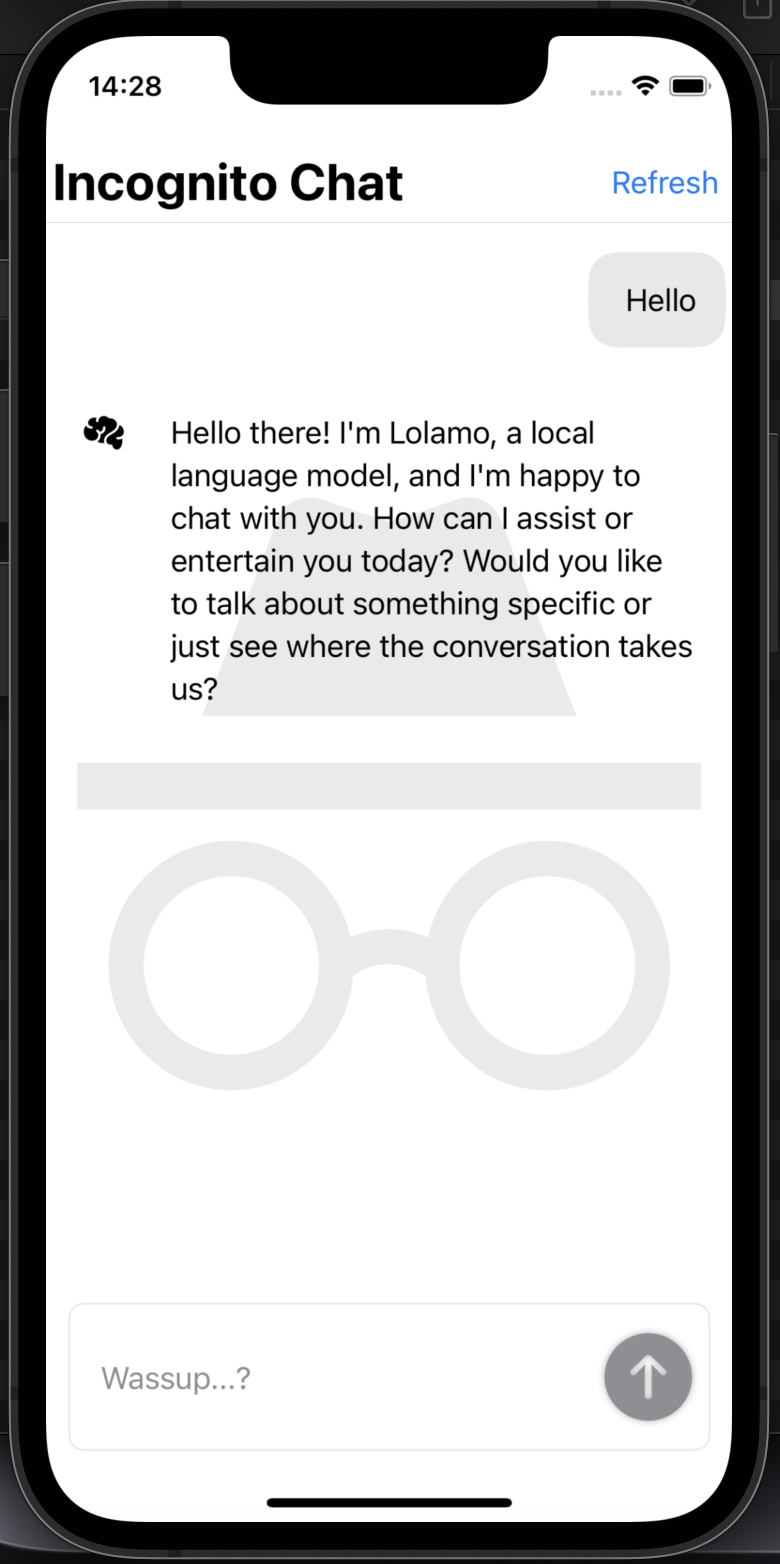 14:28
Incognito Chat
Refresh
Hello
Hello there! I'm Lolamo, a local
language model, and I'm happy to
chat with you. How can I assist or
entertain you today? Would you like
to talk about something specific or
just see where the conversation takes
us?
Wassup...?